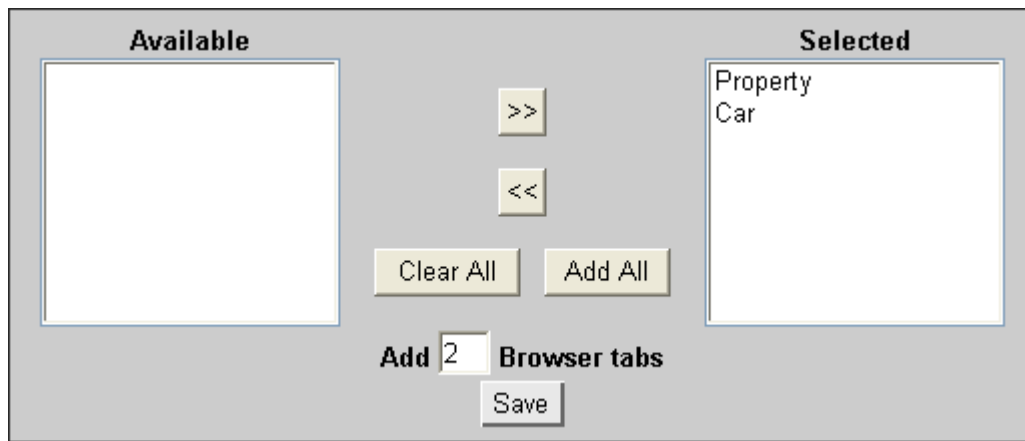 Available
Selected
Property
Car
>>
<<
Clear All
Add All
Add 2 Browser tabs
Save